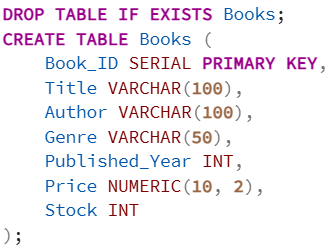 DROP TABLE IF EXISTS Books;
CREATE TABLE Books (
    Book_ID SERIAL PRIMARY KEY,
    Title VARCHAR(100),
    Author VARCHAR(100),
    Genre VARCHAR(50),
    Published_Year INT,
    Price NUMERIC(10, 2),
    Stock INT
);